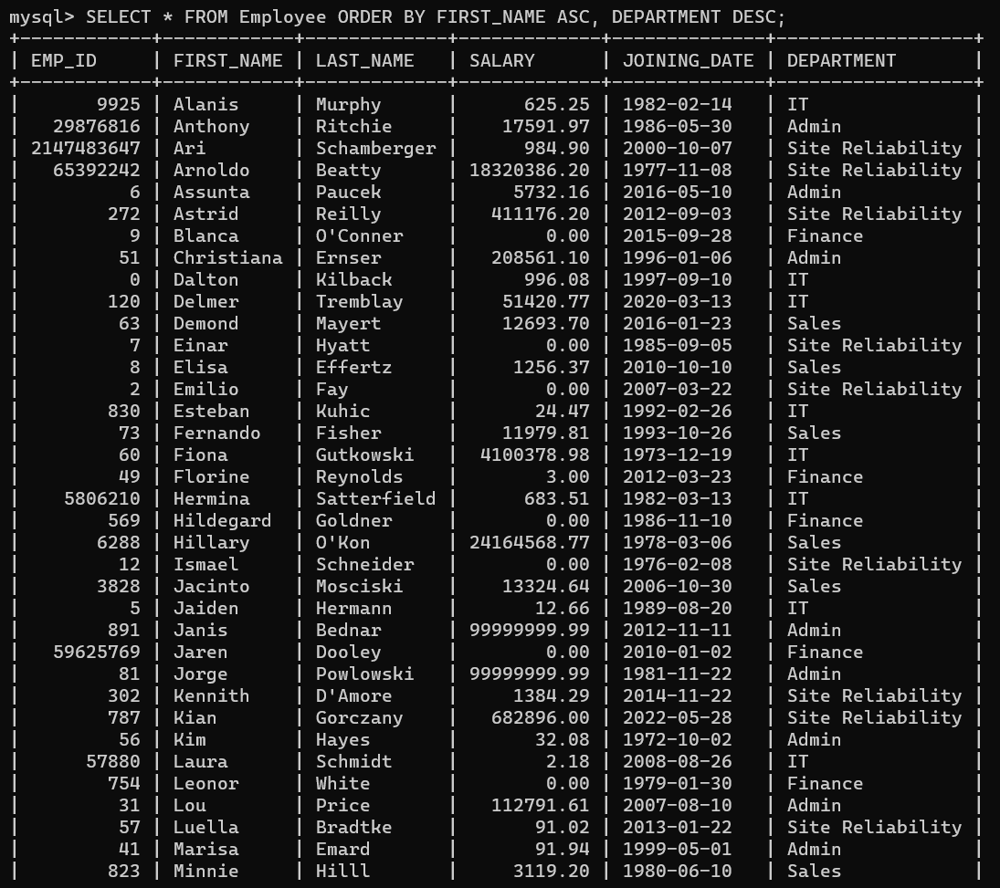 mysql> SELECT * FROM Employee ORDER BY FIRST_NAME ASC, DEPARTMENT DESC;
+------------+------------+-------------+-------------+--------------+------------------+
| EMP_ID     | FIRST_NAME | LAST_NAME   | SALARY      | JOINING_DATE | DEPARTMENT       |
+------------+------------+-------------+-------------+--------------+------------------+
|       9925 | Alanis     | Murphy      |      625.25 | 1982-02-14   | IT               |
|   29876816 | Anthony    | Ritchie     |    17591.97 | 1986-05-30   | Admin            |
| 2147483647 | Ari        | Schamberger |      984.90 | 2000-10-07   | Site Reliability |
|   65392242 | Arnoldo    | Beatty      | 18320386.20 | 1977-11-08   | Site Reliability |
|          6 | Assunta    | Paucek      |     5732.16 | 2016-05-10   | Admin            |
|        272 | Astrid     | Reilly      |   411176.20 | 2012-09-03   | Site Reliability |
|          9 | Blanca     | O'Conner    |        0.00 | 2015-09-28   | Finance          |
|         51 | Christiana | Ernser      |   208561.10 | 1996-01-06   | Admin            |
|          0 | Dalton     | Kilback     |      996.08 | 1997-09-10   | IT               |
|        120 | Delmer     | Tremblay    |    51420.77 | 2020-03-13   | IT               |
|         63 | Demond     | Mayert      |    12693.70 | 2016-01-23   | Sales            |
|          7 | Einar      | Hyatt       |        0.00 | 1985-09-05   | Site Reliability |
|          8 | Elisa      | Effertz     |     1256.37 | 2010-10-10   | Sales            |
|          2 | Emilio     | Fay         |        0.00 | 2007-03-22   | Site Reliability |
|        830 | Esteban    | Kuhic       |       24.47 | 1992-02-26   | IT               |
|         73 | Fernando   | Fisher      |    11979.81 | 1993-10-26   | Sales            |
|         60 | Fiona      | Gutkowski   |  4100378.98 | 1973-12-19   | IT               |
|         49 | Florine    | Reynolds    |        3.00 | 2012-03-23   | Finance          |
|    5806210 | Hermina    | Satterfield |      683.51 | 1982-03-13   | IT               |
|        569 | Hildegard  | Goldner     |        0.00 | 1986-11-10   | Finance          |
|       6288 | Hillary    | O'Kon       | 24164568.77 | 1978-03-06   | Sales            |
|         12 | Ismael     | Schneider   |        0.00 | 1976-02-08   | Site Reliability |
|       3828 | Jacinto    | Mosciski    |    13324.64 | 2006-10-30   | Sales            |
|          5 | Jaiden     | Hermann     |       12.66 | 1989-08-20   | IT               |
|        891 | Janis      | Bednar      | 99999999.99 | 2012-11-11   | Admin            |
|   59625769 | Jaren      | Dooley      |        0.00 | 2010-01-02   | Finance          |
|         81 | Jorge      | Powlowski   | 99999999.99 | 1981-11-22   | Admin            |
|        302 | Kennith    | D'Amore     |     1384.29 | 2014-11-22   | Site Reliability |
|        787 | Kian       | Gorczany    |   682896.00 | 2022-05-28   | Site Reliability |
|         56 | Kim        | Hayes       |       32.08 | 1972-10-02   | Admin            |
|      57880 | Laura      | Schmidt     |        2.18 | 2008-08-26   | IT               |
|        754 | Leonor     | White       |        0.00 | 1979-01-30   | Finance          |
|         31 | Lou        | Price       |   112791.61 | 2007-08-10   | Admin            |
|         57 | Luella     | Bradtke     |       91.02 | 2013-01-22   | Site Reliability |
|         41 | Marisa     | Emard       |       91.94 | 1999-05-01   | Admin            |
|        823 | Minnie     | Hilll       |     3119.20 | 1980-06-10   | Sales            |